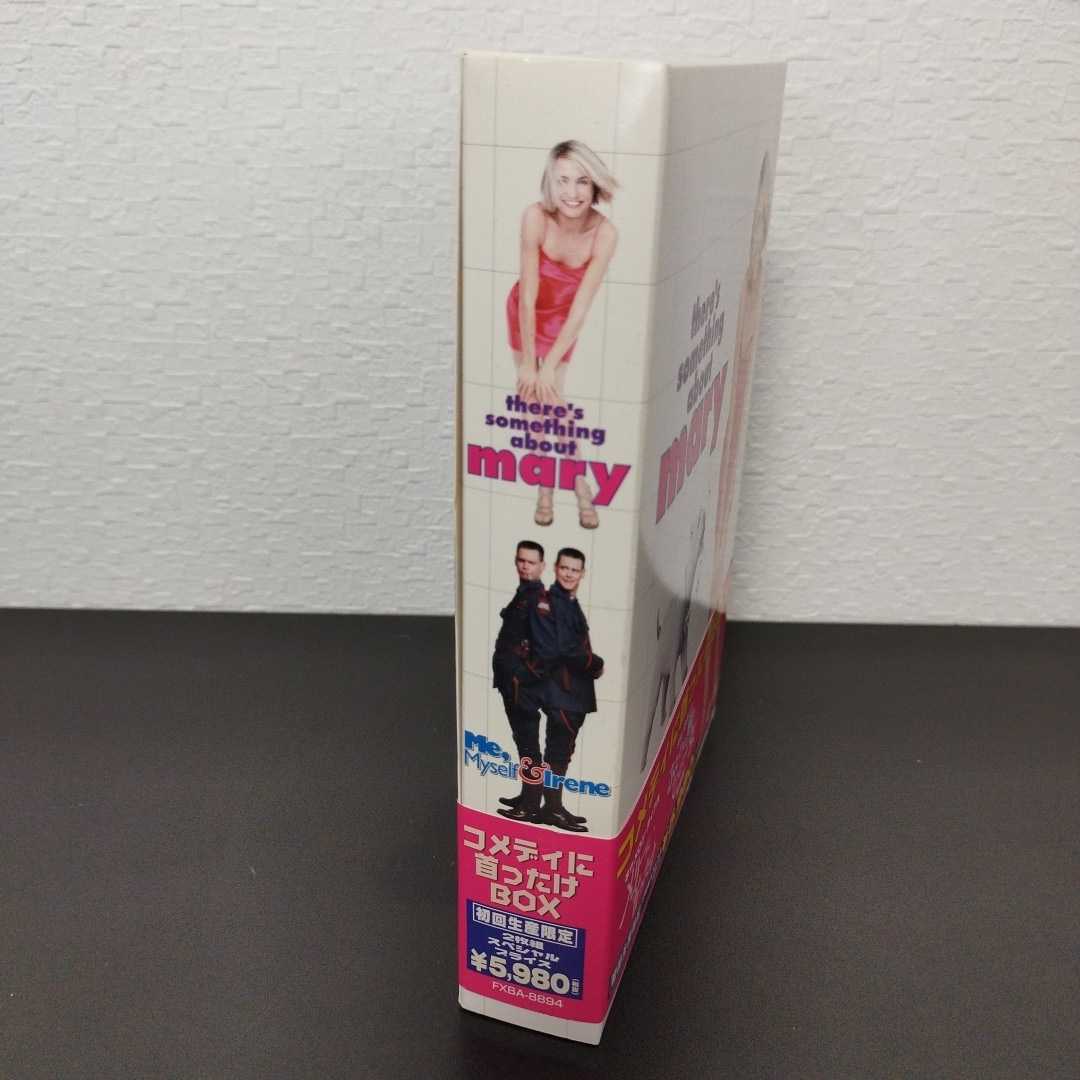 there's
something
about
mary
Me,
Myself & Irene
コメディに
首ったけ
BOX
初回生産限定
2枚組
スペシャル
プライス
¥5,980
FXBA-8894
there's
something
about
mary